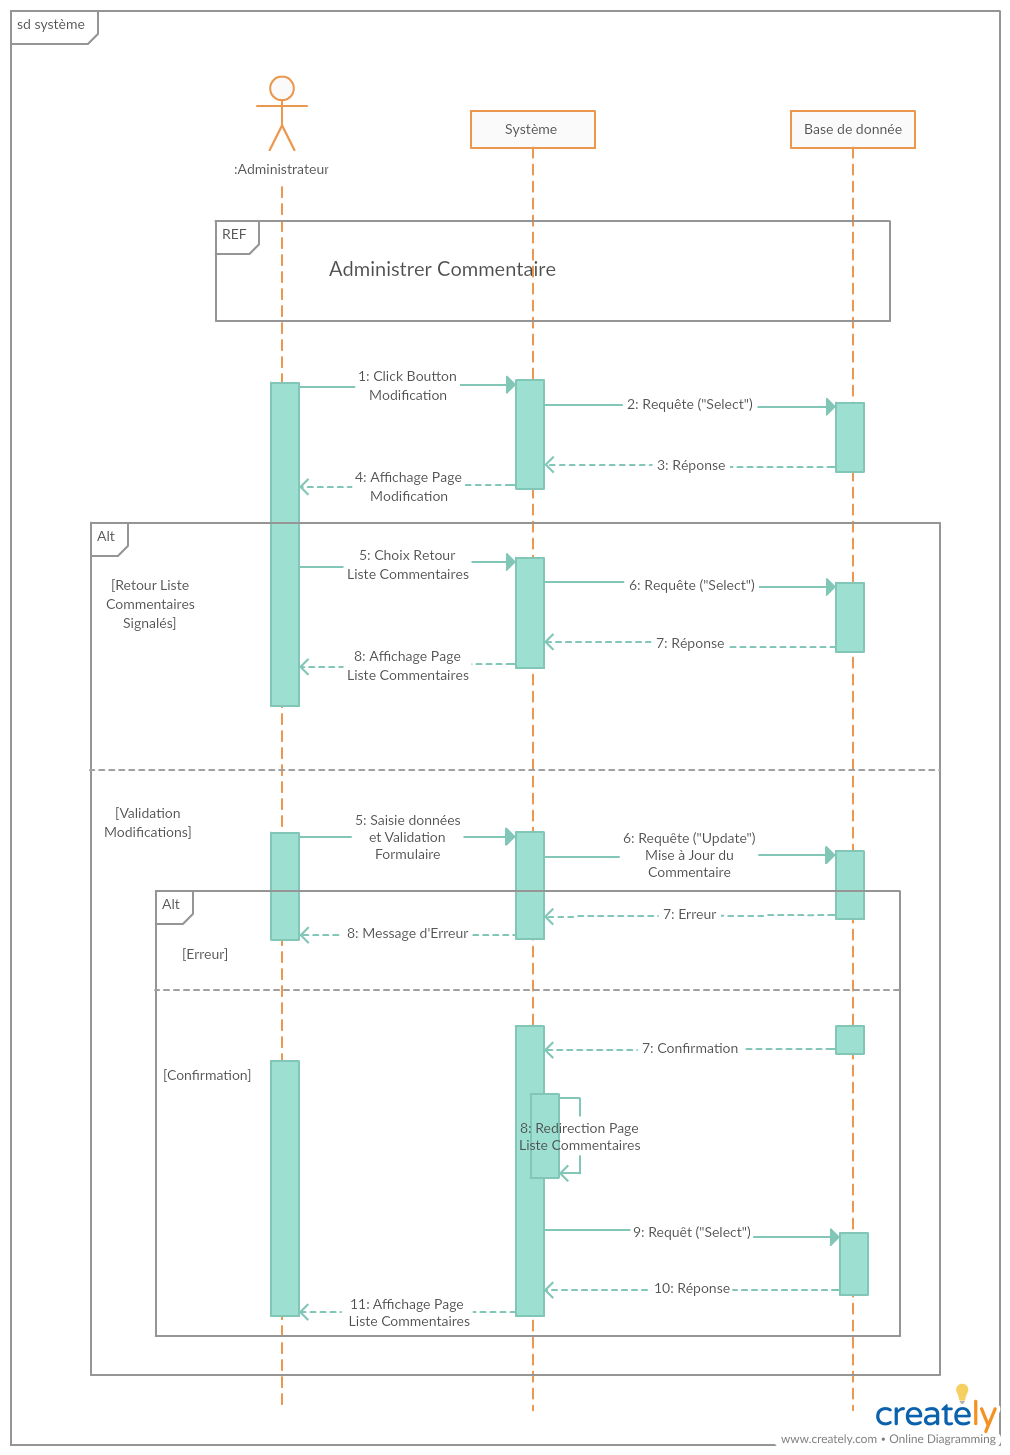 sd système
:Administrateur
Système
Base de donnée
REF
Administrer Commentaire
1: Click Boutton
Modification
2: Requête ("Select")
3: Réponse
4: Affichage Page
Modification
Alt
[Retour Liste
Commentaires
Signalés]
5: Choix Retour
Liste Commentaires
6: Requête ("Select")
7: Réponse
8: Affichage Page
Liste Commentaires
[Validation
Modifications]
5: Saisie données
et Validation
Formulaire
6: Requête ("Update")
Mise à Jour du
Commentaire
Alt
7: Erreur
8: Message d'Erreur
[Erreur]
7: Confirmation
[Confirmation]
8: Redirection Page
Liste Commentaires
9: Requêt ("Select")
10: Réponse
11: Affichage Page
Liste Commentaires
creately
www.creately.com • Online Diagramming